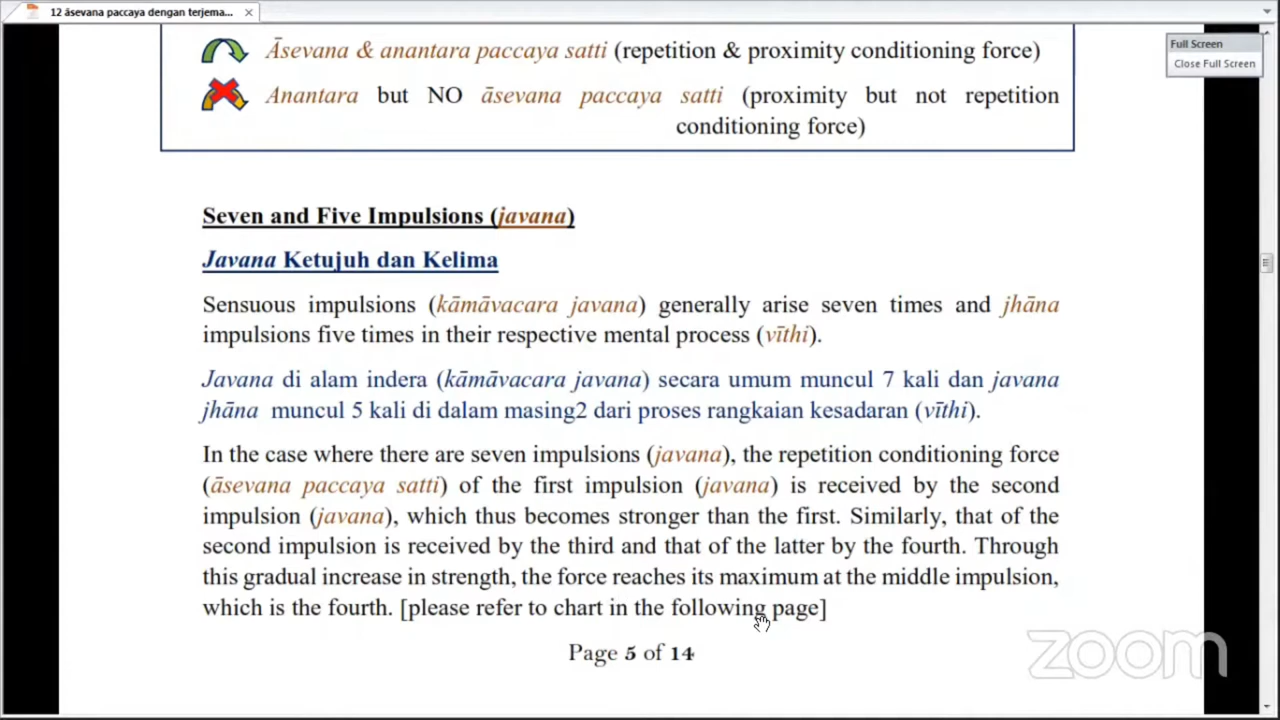 12 āsevana paccaya dengan terjema...
Full Screen
Close Full Screen
Āsevana & anantara paccaya satti (repetition & proximity conditioning force)
Anantara but NO āsevana paccaya satti (proximity but not repetition
conditioning force)
Seven and Five Impulsions (javana)
Javana Ketujuh dan Kelima
Sensuous impulsions (kāmāvacara javana) generally arise seven times and jhāna
impulsions five times in their respective mental process (vīthi).
Javana di alam indera (kāmāvacara javana) secara umum muncul 7 kali dan javana
jhāna muncul 5 kali di dalam masing2 dari proses rangkaian kesadaran (vīthi).
In the case where there are seven impulsions (javana), the repetition conditioning force
(āsevana paccaya satti) of the first impulsion (javana) is received by the second
impulsion (javana), which thus becomes stronger than the first. Similarly, that of the
second impulsion is received by the third and that of the latter by the fourth. Through
this gradual increase in strength, the force reaches its maximum at the middle impulsion,
which is the fourth. [please refer to chart in the following page]
Page 5 of 14
zoom